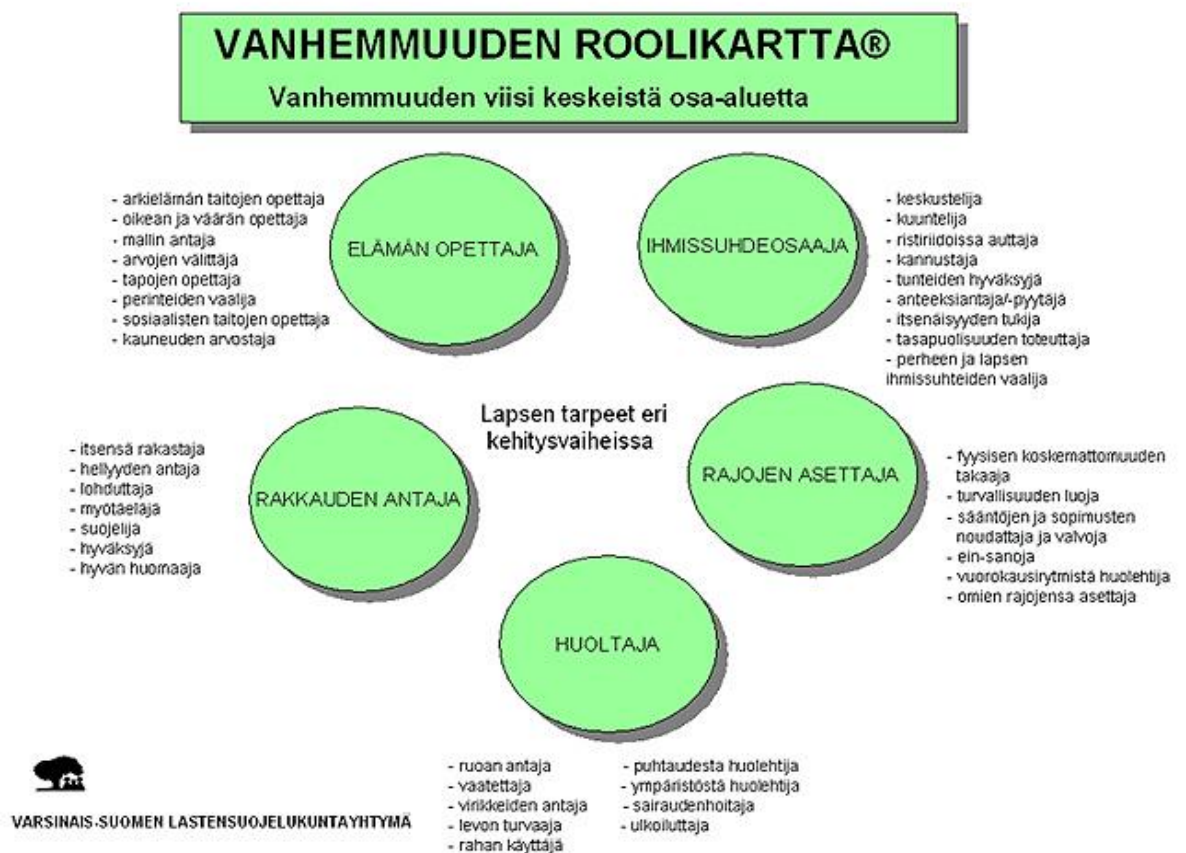 VANHEMMUUDEN ROOLIKARTTA®
Vanhemmuuden viisi keskeistä osa-aluetta
ELÄMÄN OPETTAJA
- arkielämän taitojen opettaja
- oikean ja väärän opettaja
- mallin antaja
- arvojen välittäjä
- tapojen opettaja
- perinteiden vaalija
- sosiaalisten taitojen opettaja
- kauneuden arvostaja
IHMISSUHDEOSAAJA
- keskustelija
- kuuntelija
- ristiriidoissa auttaja
- kannustaja
- tunteiden hyväksyjä
- anteeksiantaja/-pyytäjä
- itsenäisyyden tukija
- tasapuolisuuden toteuttaja
- perheen ja lapsen
ihmissuhteiden vaalija
Lapsen tarpeet eri
kehitysvaiheissa
RAKKAUDEN ANTAJA
- itsensä rakastaja
- hellyyden antaja
- lohduttaja
- myötäeläjä
- suojelija
- hyväksyjä
- hyvän huomaaja
RAJOJEN ASETTAJA
- fyysisen koskemattomuuden
takaaja
- turvallisuuden luoja
- sääntöjen ja sopimusten
noudattaja ja valvoja
- ein-sanoja
- vuorokausirytmistä huolehtija
- omien rajojensa asettaja
HUOLTAJA
- ruoan antaja
- vaatettaja
- virikkeiden antaja
- levon turvaaja
- rahan käyttäjä
- puhtaudesta huolehtija
- ympäristöstä huolehtija
- sairaudenhoitaja
- ulkoiluttaja
VARSINAIS-SUOMEN LASTENSUOJELUKUNTAYHTYMÄ